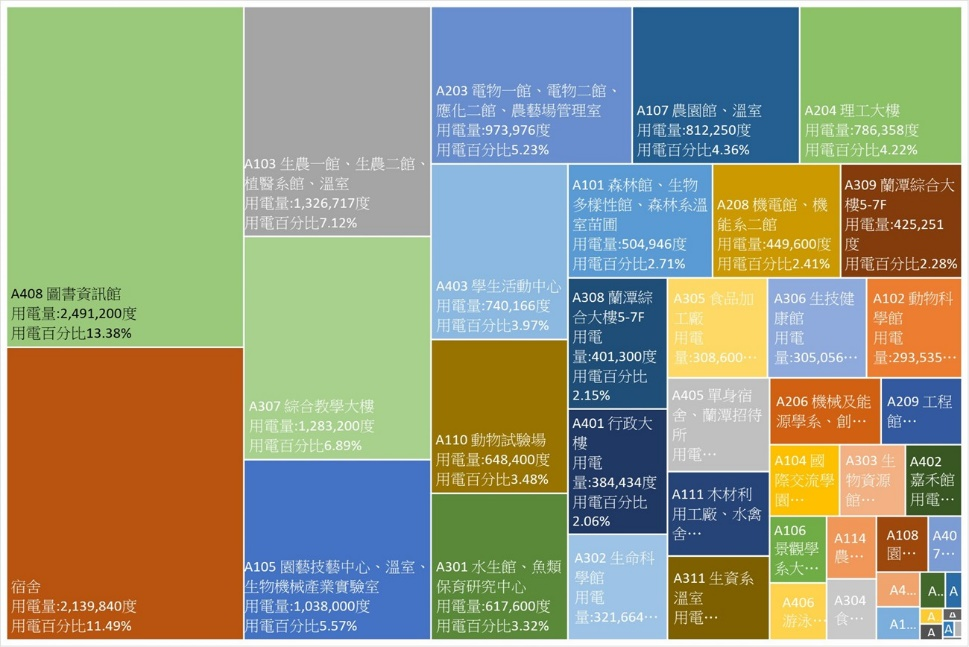 A408 圖書資訊館
用電量:2,491,200度
用電百分比13.38%
宿舍
用電量:2,139,840度
用電百分比11.49%
A103 生農一館、生農二館、
植醫系館、溫室
用電量:1,326,717度
用電百分比7.12%
A307 綜合教學大樓
用電量:1,283,200度
用電百分比6.89%
A105 園藝技藝中心、溫室、
生物機械產業實驗室
用電量:1,038,000度
用電百分比5.57%
A203 電物一館、電物二館、
應化二館、農藝場管理室
用電量:973,976度
用電百分比5.23%
A107 農園館、溫室
用電量:812,250度
用電百分比4.36%
A204 理工大樓
用電量:786,358度
用電百分比4.22%
A403 學生活動中心
用電量:740,166度
用電百分比3.97%
A110 動物試驗場
用電量:648,400度
用電百分比3.48%
A301 水生館、魚類
保育研究中心
用電量:617,600度
用電百分比3.32%
A101 森林館、生物
多樣性館、森林系溫
室苗圃
用電量:504,946度
用電百分比2.71%
A208 機電館、機
能系二館
用電量:449,600度
用電百分比2.41%
A309 蘭潭綜合大
樓5-7F
用電量:425,251
度
用電百分比2.28%
A308 蘭潭綜
合大樓5-7F
用電
量:401,300度
用電百分比
2.15%
A401 行政大
樓
用電
量:384,434度
用電百分比
2.06%
A302 生命科
學館
用電
量:321,664…
A305 食品加
工廠
用電
量:308,600…
A306 生技健
康館
用電
量:305,056…
A102 動物科
學館
用電
量:293,535…
A405 單身宿
舍、蘭潭招待
所
用電…
A111 木材利
用工廠、水禽
舍…
A311 生資系
溫室
用電…
A206 機械及能
源學系、創…
A209 工程
館…
A104 國
際交流學
園…
A303 生
物資源
館…
A402
嘉禾館
用電…
A106
景觀學
系大…
A114
農…
A108
園…
A40
7…
A406
游泳…
A304
食…
A4…
A1…
A…
A
A
A
A
A